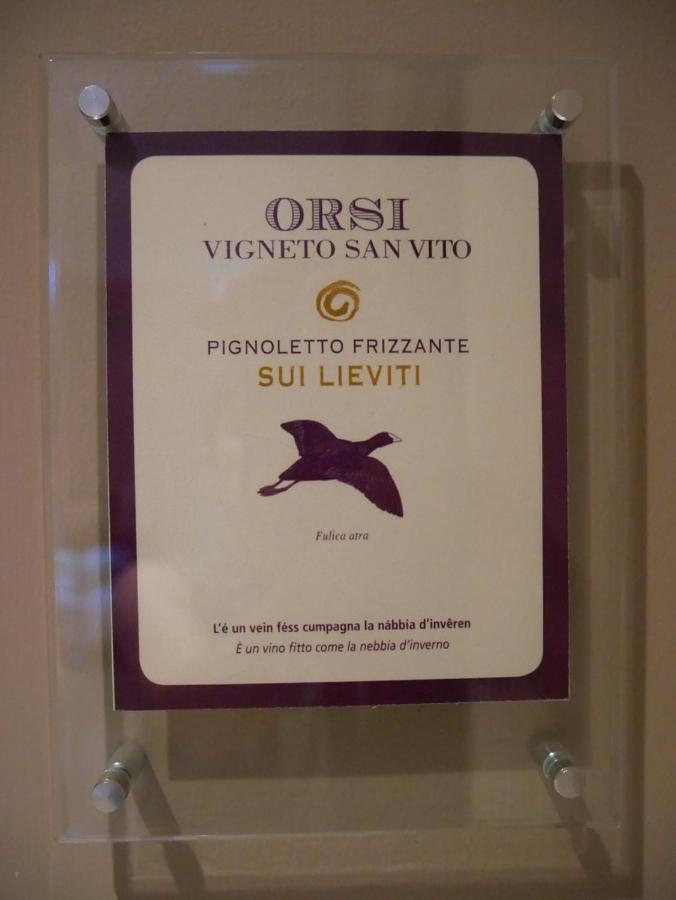 ORSI
VIGNETO SAN VITO
PIGNOLETTO FRIZZANTE
SUI LIEVITI
Fulica atra
L'é un vein féss cumpagna la nàbbia d'invêren
È un vino fitto come la nebbia d'inverno